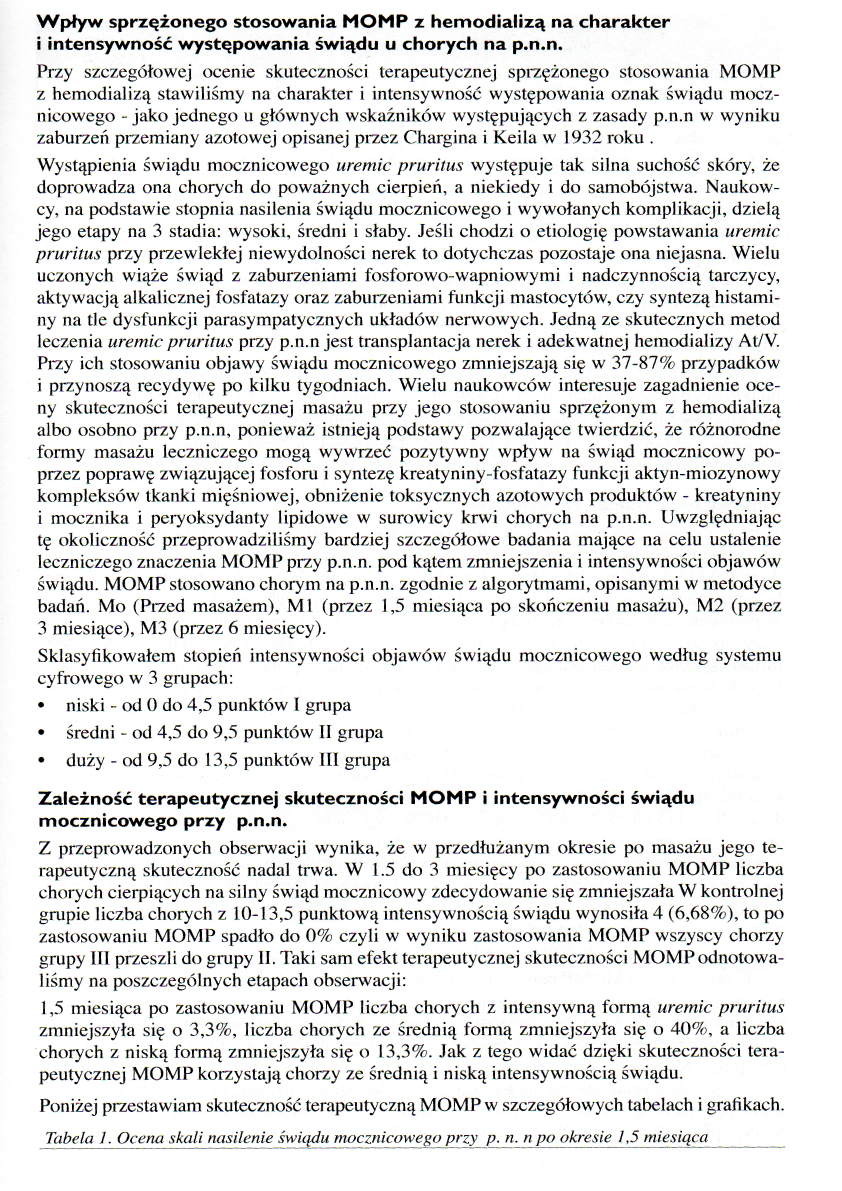 Wpływ sprzężonego stosowania MOMP z hemodializą na charakter
i intensywność występowania świądu u chorych na p.n.n.
Przy szczegółowej ocenie skuteczności terapeutycznej sprzężonego stosowania MOMP
z hemodializą stawiliśmy na charakter i intensywność występowania oznak świądu mocz-
nicowego - jako jednego u głównych wskaźników występujących z zasady p.n.n w wyniku
zaburzeń przemiany azotowej opisanej przez Chargina i Keila w 1932 roku .
Wystąpienia świądu mocznicowego uremic pruritus występuje tak silna suchość skóry, że
doprowadza ona chorych do poważnych cierpień, a niekiedy i do samobójstwa. Naukow-
cy, na podstawie stopnia nasilenia świądu mocznicowego i wywołanych komplikacji, dzielą
jego etapy na 3 stadia: wysoki, średni i słaby. Jeśli chodzi o etiologię powstawania uremic
pruritus przy przewlekłej niewydolności nerek to dotychczas pozostaje ona niejasna. Wielu
uczonych wiąże świąd z zaburzeniami fosforowo-wapniowymi i nadczynnością tarczycy,
aktywacją alkalicznej fosfatazy oraz zaburzeniami funkcji mastocytów, czy syntezą histami-
ny na tle dysfunkcji parasympatycznych układów nerwowych. Jedną ze skutecznych metod
leczenia uremic pruritus przy p.n.n jest transplantacja nerek i adekwatnej hemodializy At/V.
Przy ich stosowaniu objawy świądu mocznicowego zmniejszają się w 37-87% przypadków
i przynoszą recydywę po kilku tygodniach. Wielu naukowców interesuje zagadnienie oce-
ny skuteczności terapeutycznej masażu przy jego stosowaniu sprzężonym z hemodializą
albo osobno przy p.n.n, ponieważ istnieją podstawy pozwalające twierdzić, że różnorodne
formy masażu leczniczego mogą wywrzeć pozytywny wpływ na świąd mocznicowy po-
przez poprawę związującej fosforu i syntezę kreatyniny-fosfatazy funkcji aktyn-miozynowy
kompleksów tkanki mięśniowej, obniżenie toksycznych azotowych produktów - kreatyniny
i mocznika i peryoksydanty lipidowe w surowicy krwi chorych na p.n.n. Uwzględniając
tę okoliczność przeprowadziliśmy bardziej szczegółowe badania mające na celu ustalenie
leczniczego znaczenia MOMP przy p.n.n. pod kątem zmniejszenia i intensywności objawów
świądu. MOMP stosowano chorym na p.n.n. zgodnie z algorytmami, opisanymi w metodyce
badań. Mo (Przed masażem), M1 (przez 1,5 miesiąca po skończeniu masażu), M2 (przez
3 miesiące), M3 (przez 6 miesięcy).
Sklasyfikowałem stopień intensywności objawów świądu mocznicowego według systemu
cyfrowego w 3 grupach:
• niski - od 0 do 4,5 punktów I grupa
• średni - od 4,5 do 9,5 punktów II grupa
• duży - od 9,5 do 13,5 punktów III grupa
Zależność terapeutycznej skuteczności MOMP i intensywności świądu
mocznicowego przy p.n.n.
Z przeprowadzonych obserwacji wynika, że w przedłużanym okresie po masażu jego te-
rapeutyczną skuteczność nadal trwa. W 1.5 do 3 miesięcy po zastosowaniu MOMP liczba
chorych cierpiących na silny świąd mocznicowy zdecydowanie się zmniejszała W kontrolnej
grupie liczba chorych z 10-13,5 punktową intensywnością świądu wynosiła 4 (6,68%), to po
zastosowaniu MOMP spadło do 0% czyli w wyniku zastosowania MOMP wszyscy chorzy
grupy III przeszli do grupy II. Taki sam efekt terapeutycznej skuteczności MOMP odnotowa-
liśmy na poszczególnych etapach obserwacji:
1,5 miesiąca po zastosowaniu MOMP liczba chorych z intensywną formą uremic pruritus
zmniejszyła się o 3,3%, liczba chorych ze średnią formą zmniejszyła się o 40%, a liczba
chorych z niską formą zmniejszyła się o 13,3%. Jak z tego widać dzięki skuteczności tera-
peutycznej MOMP korzystają chorzy ze średnią i niską intensywnością świądu.
Poniżej przestawiam skuteczność terapeutyczną MOMP w szczegółowych tabelach i grafikach.
Tabela 1. Ocena skali nasilenie świądu mocznicowego przy p. n. n po okresie 1,5 miesiąca